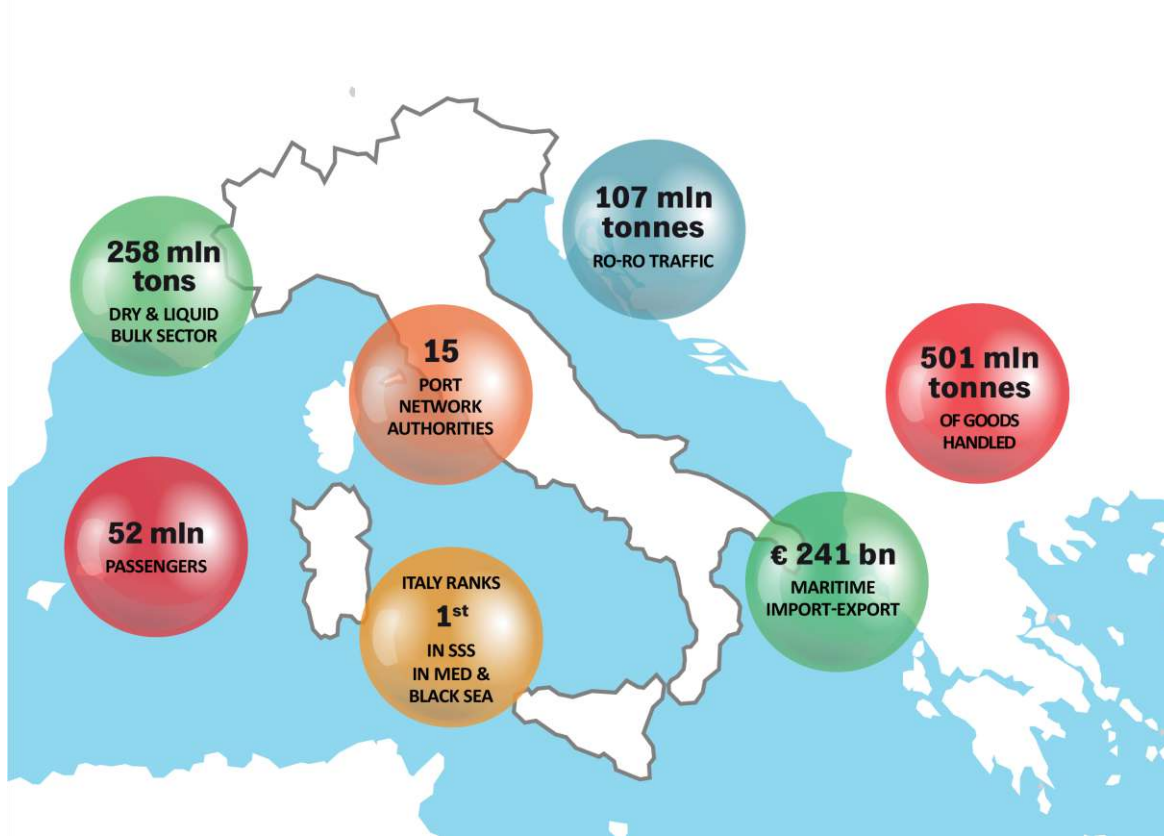 107 mln
tonnes
RO-RO TRAFFIC
258 mln
tons
DRY & LIQUID
BULK SECTOR
15
PORT
NETWORK
AUTHORITIES
501 mln
tonnes
OF GOODS
HANDLED
52 mln
PASSENGERS
ITALY RANKS
1st
IN SSS
IN MED &
BLACK SEA
€ 241 bn
MARITIME
IMPORT-EXPORT